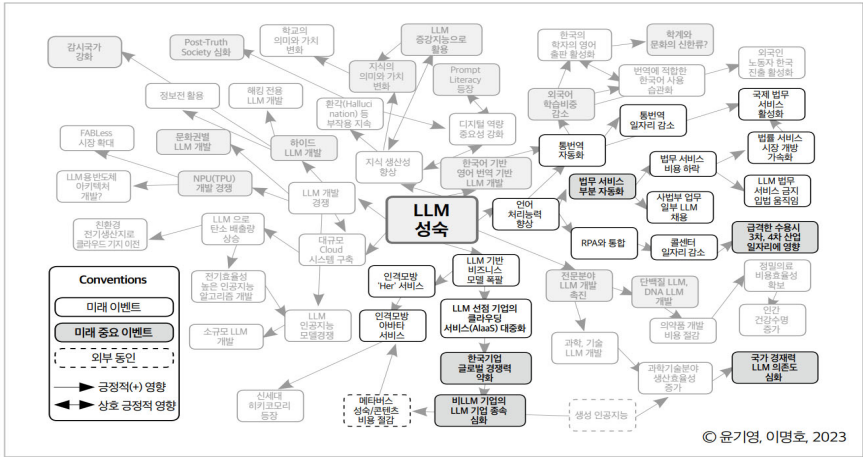 감시국가
강화
Post-Truth
Society 심화
학교의
의미와 가치
변화
LLM
증강지능으로
활용
한국의
학자의 영어
출판 활성화
학계와
문화의 신한류?
정보전 활용
해킹 전용
LLM 개발
지식의
의미와 가치
변화
Prompt
Literacy
등장
외국어
학습비중
감소
번역에 적합한
한국어 사용
습관화
외국인
노동자 한국
진출 활성화
환각(Halluci
nation) 등
부작용 지속
FABLess
시장 확대
문화권별
LLM 개발
하이드
LLM 개발
디지털 역량
중요성 강화
통번역
일자리 감소
국제 법무
서비스
활성화
통번역
자동화
LLM용반도체
아키텍처
개발?
NPU(TPU)
개발 경쟁
지식 생산성
향상
한국어 기반
영어 번역 기반
LLM 개발
법무 서비스
비용 하락
법률 서비스
시장 개방
가속화
LLM 개발
경쟁
법무 서비스
부분 자동화
LLM 법무
서비스 금지
입법 움직임
LLM
성숙
언어
처리능력
향상
사법부 업무
일부 LLM
채용
친환경
전기생산지로
클라우드 기지 이전
LLM 으로
탄소 배출량
상승
대규모
Cloud
시스템 구축
RPA와 통합
콜센터
일자리 감소
급격한 수용시
3차, 4차 산업
일자리에 영향
Conventions
미래 이벤트
미래 중요 이벤트
외부 동인
긍정적(+) 영향
상호 긍정적 영향
전기효율성
높은 인공지능
알고리즘 개발
인격모방
'Her' 서비스
LLM 기반
비즈니스
모델 폭팔
전문분야
LLM 개발
촉진
단백질 LLM,
DNA LLM
개발
정밀의료
비용효율성
확보
소규모 LLM
개발
LLM
인공지능
모델경쟁
인격모방
아바타
서비스
LLM 선점 기업의
클라우딩
서비스(AIaaS) 대중화
의약품 개발
비용 절감
인간
건강수명
증가
과학, 기술
LLM 개발
한국기업
글로벌 경쟁력
약화
과학기술분야
생산효율성
증가
국가 경재력
LLM 의존도
심화
신세대
히키코모리
등장
메타버스
성숙/콘텐츠
비용 절감
비LLM 기업의
LLM 기업 종속
심화
생성 인공지능
© 윤기영, 이명호, 2023